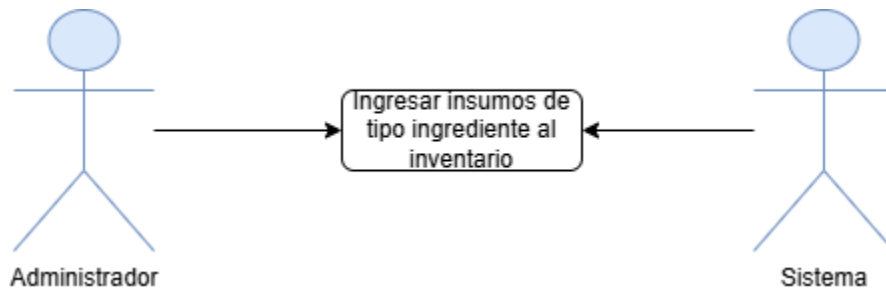 Ingresar insumos de
tipo ingrediente al
inventario
Administrador
Sistema